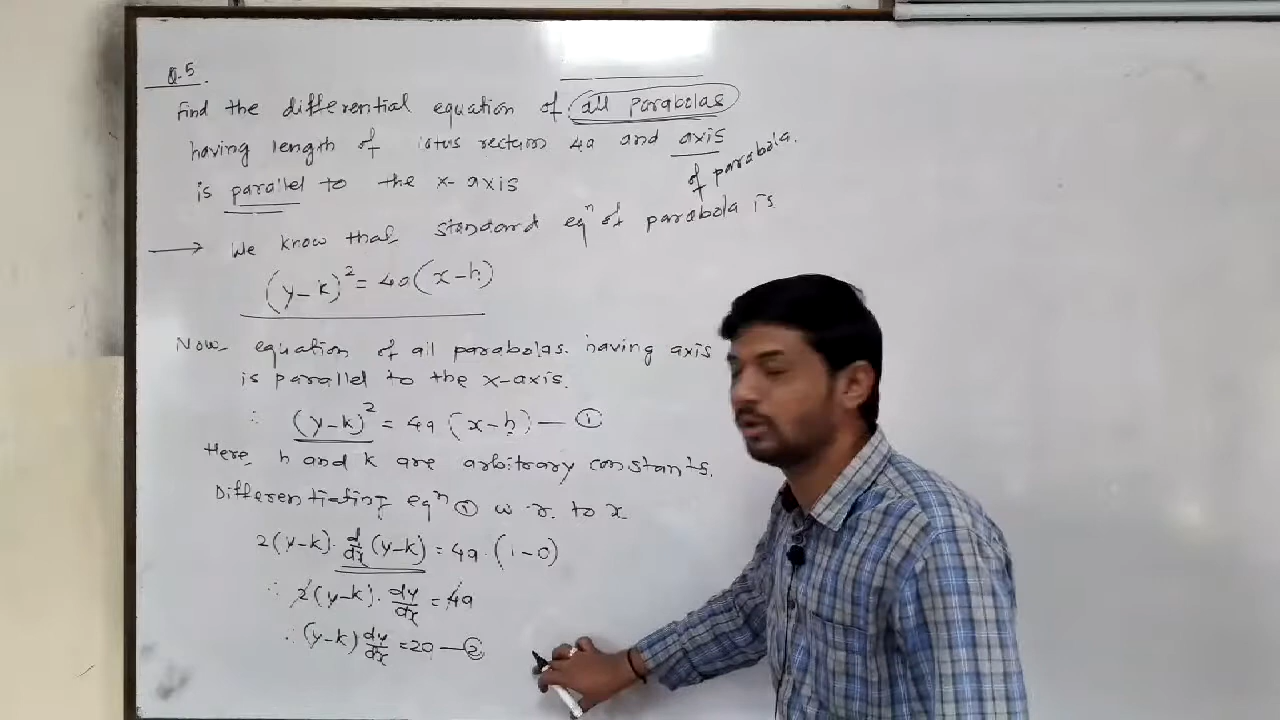 Q-5.
Find the differential equation of all parabolas
having length of latus rectum 4a and axis
of parabola.
is parallel to the x-axis
→ We know that standard eqⁿ of parabola is
(y-k)² = 4a(x-h)
Now equation of all parabolas having axis
is parallel to the x-axis.
∴ (y-k)² = 4a (x-h) — ①
Here, h and k are arbitrary constants.
Differentiating eqⁿ ① w.r. to x
2(y-k) · d/dx (y-k) = 4a · (1-0)
∴ 2(y-k) · dy/dx = 4a
∴ (y-k) dy/dx = 2a — ②